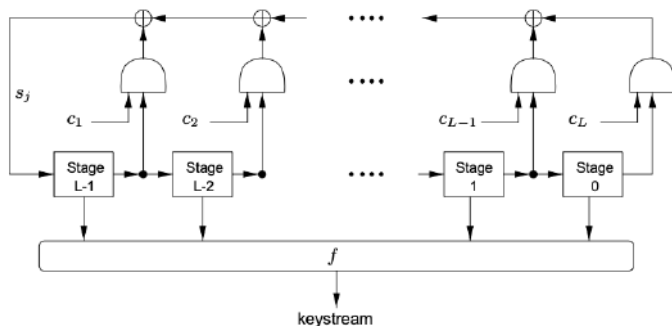 s_j
c_1
c_2
c_{L-1}
c_L
Stage L-1
Stage L-2
Stage 1
Stage 0
f
keystream